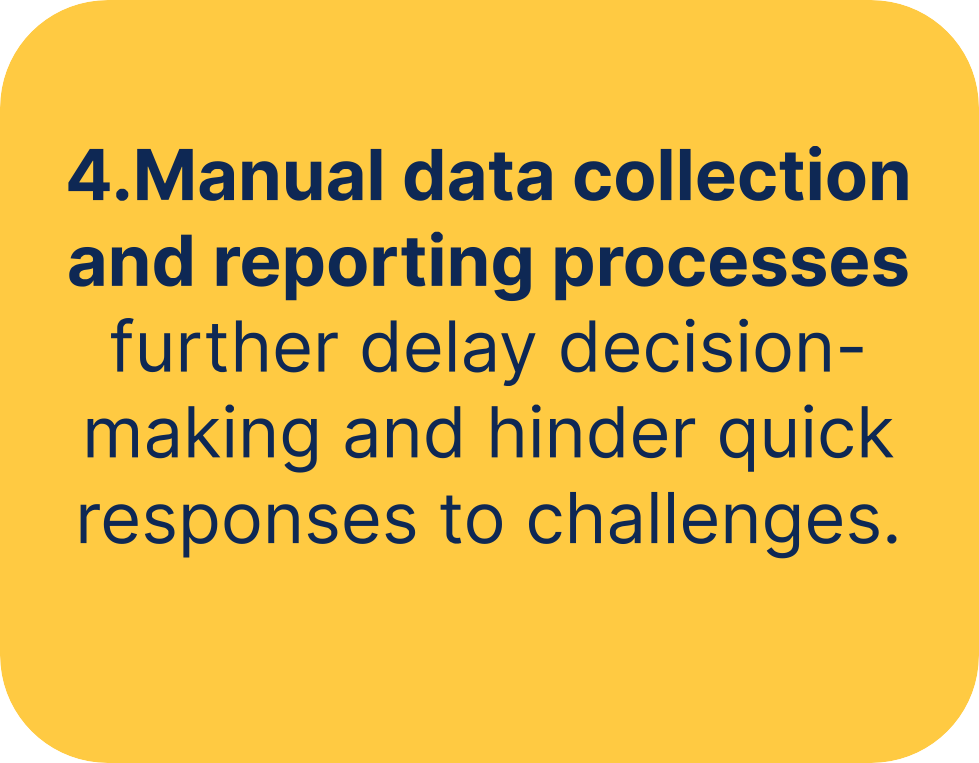 4.Manual data collection
and reporting processes
further delay decision-
making and hinder quick
responses to challenges.